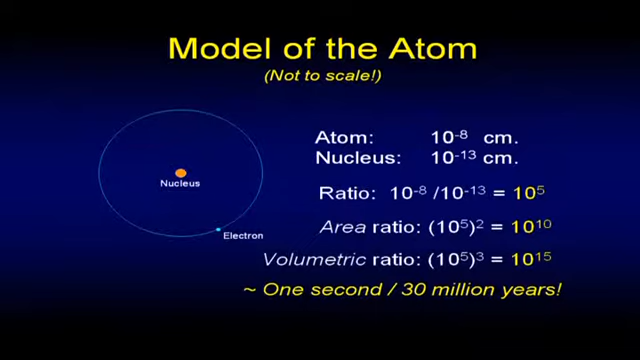 Model of the Atom
(Not to scale!)
Atom: 10⁻⁸ cm.
Nucleus: 10⁻¹³ cm.
Ratio: 10⁻⁸ /10⁻¹³ = 10⁵
Area ratio: (10⁵)² = 10¹⁰
Volumetric ratio: (10⁵)³ = 10¹⁵
~ One second / 30 million years!
Nucleus
Electron